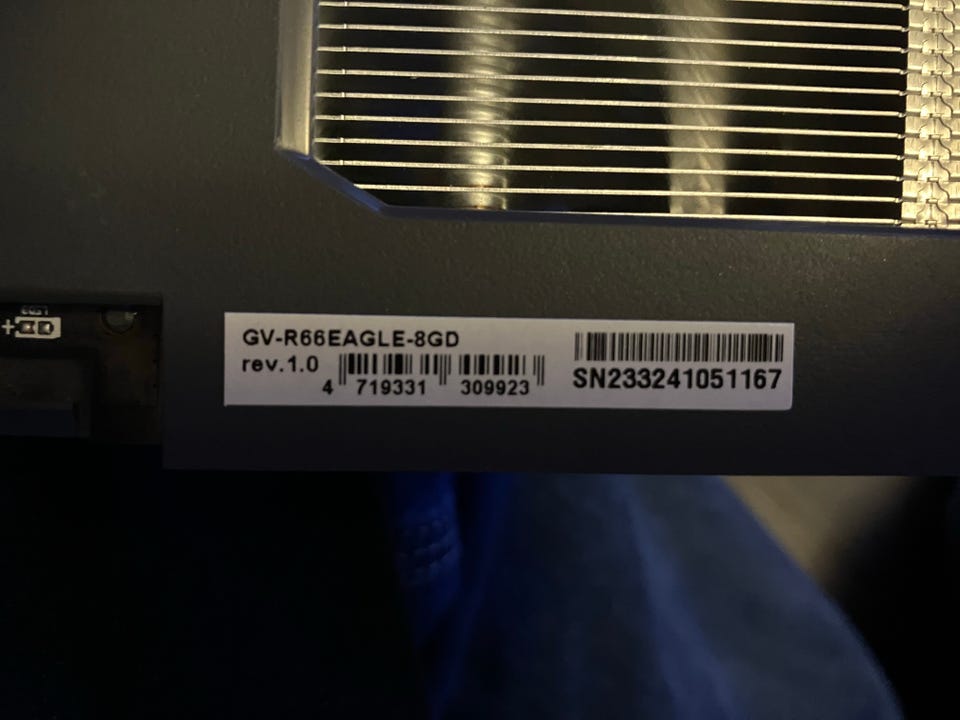 GV-R66EAGLE-8GD
rev.1.0
4 719331 309923
SN233241051167
+